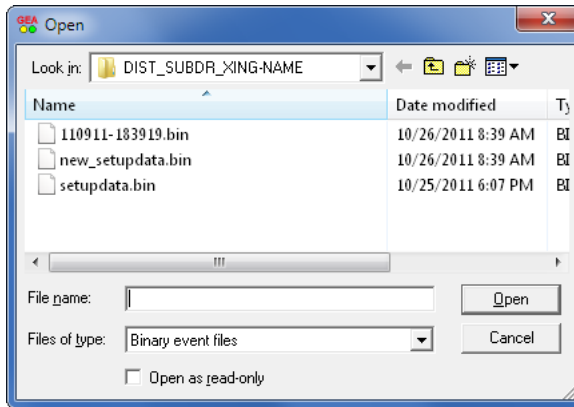 GEA Open
Look in: DIST_SUBDR_XING-NAME
Name Date modified Ty
110911-183919.bin 10/26/2011 8:39 AM BI
new_setupdata.bin 10/26/2011 8:39 AM BI
setupdata.bin 10/25/2011 6:07 PM BI
File name: Open
Files of type: Binary event files Cancel
Open as read-only